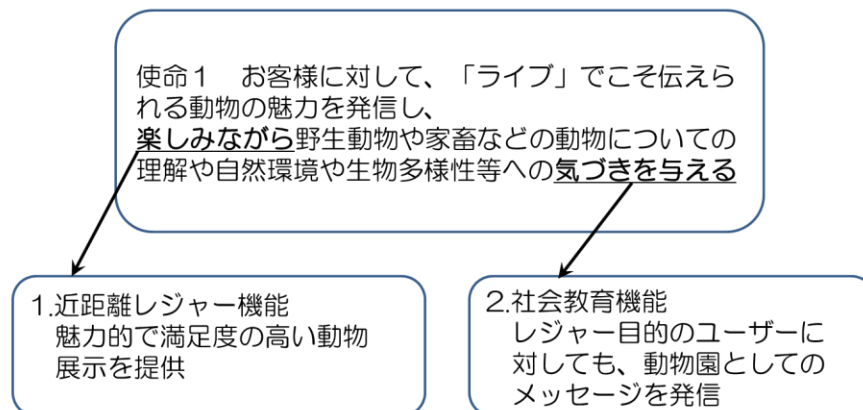 使命１　お客様に対して、「ライブ」でこそ伝えら
れる動物の魅力を発信し、
楽しみながら野生動物や家畜などの動物についての
理解や自然環境や生物多様性等への気づきを与える
1.近距離レジャー機能
魅力的で満足度の高い動物
展示を提供
2.社会教育機能
レジャー目的のユーザーに
対しても、動物園としての
メッセージを発信